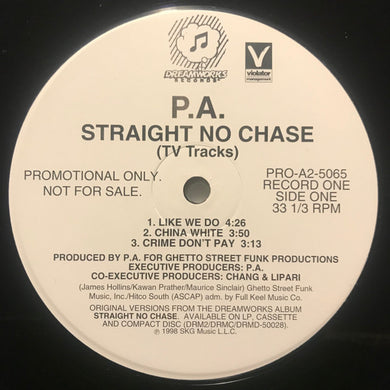 DREAMWORKS
RECORDS
V
violator
management
P.A.
STRAIGHT NO CHASE
(TV Tracks)
PROMOTIONAL ONLY.
NOT FOR SALE.
PRO-A2-5065
RECORD ONE
SIDE ONE
33 1/3 RPM
1. LIKE WE DO 4:26
2. CHINA WHITE 3:50
3. CRIME DON'T PAY 3:13
PRODUCED BY P.A. FOR GHETTO STREET FUNK PRODUCTIONS
EXECUTIVE PRODUCERS: P.A.
CO-EXECUTIVE PRODUCERS: CHANG & LIPARI
(James Hollins/Kawan Prather/Maurice Sinclair) Ghetto Street Funk
Music, Inc./Hitco South (ASCAP) adm. by Full Keel Music Co.
ORIGINAL VERSIONS FROM THE DREAMWORKS ALBUM
STRAIGHT NO CHASE. AVAILABLE ON LP, CASSETTE
AND COMPACT DISC (DRM2/DRMC/DRMD-50028).
℗ 1998 SKG Music L.L.C.